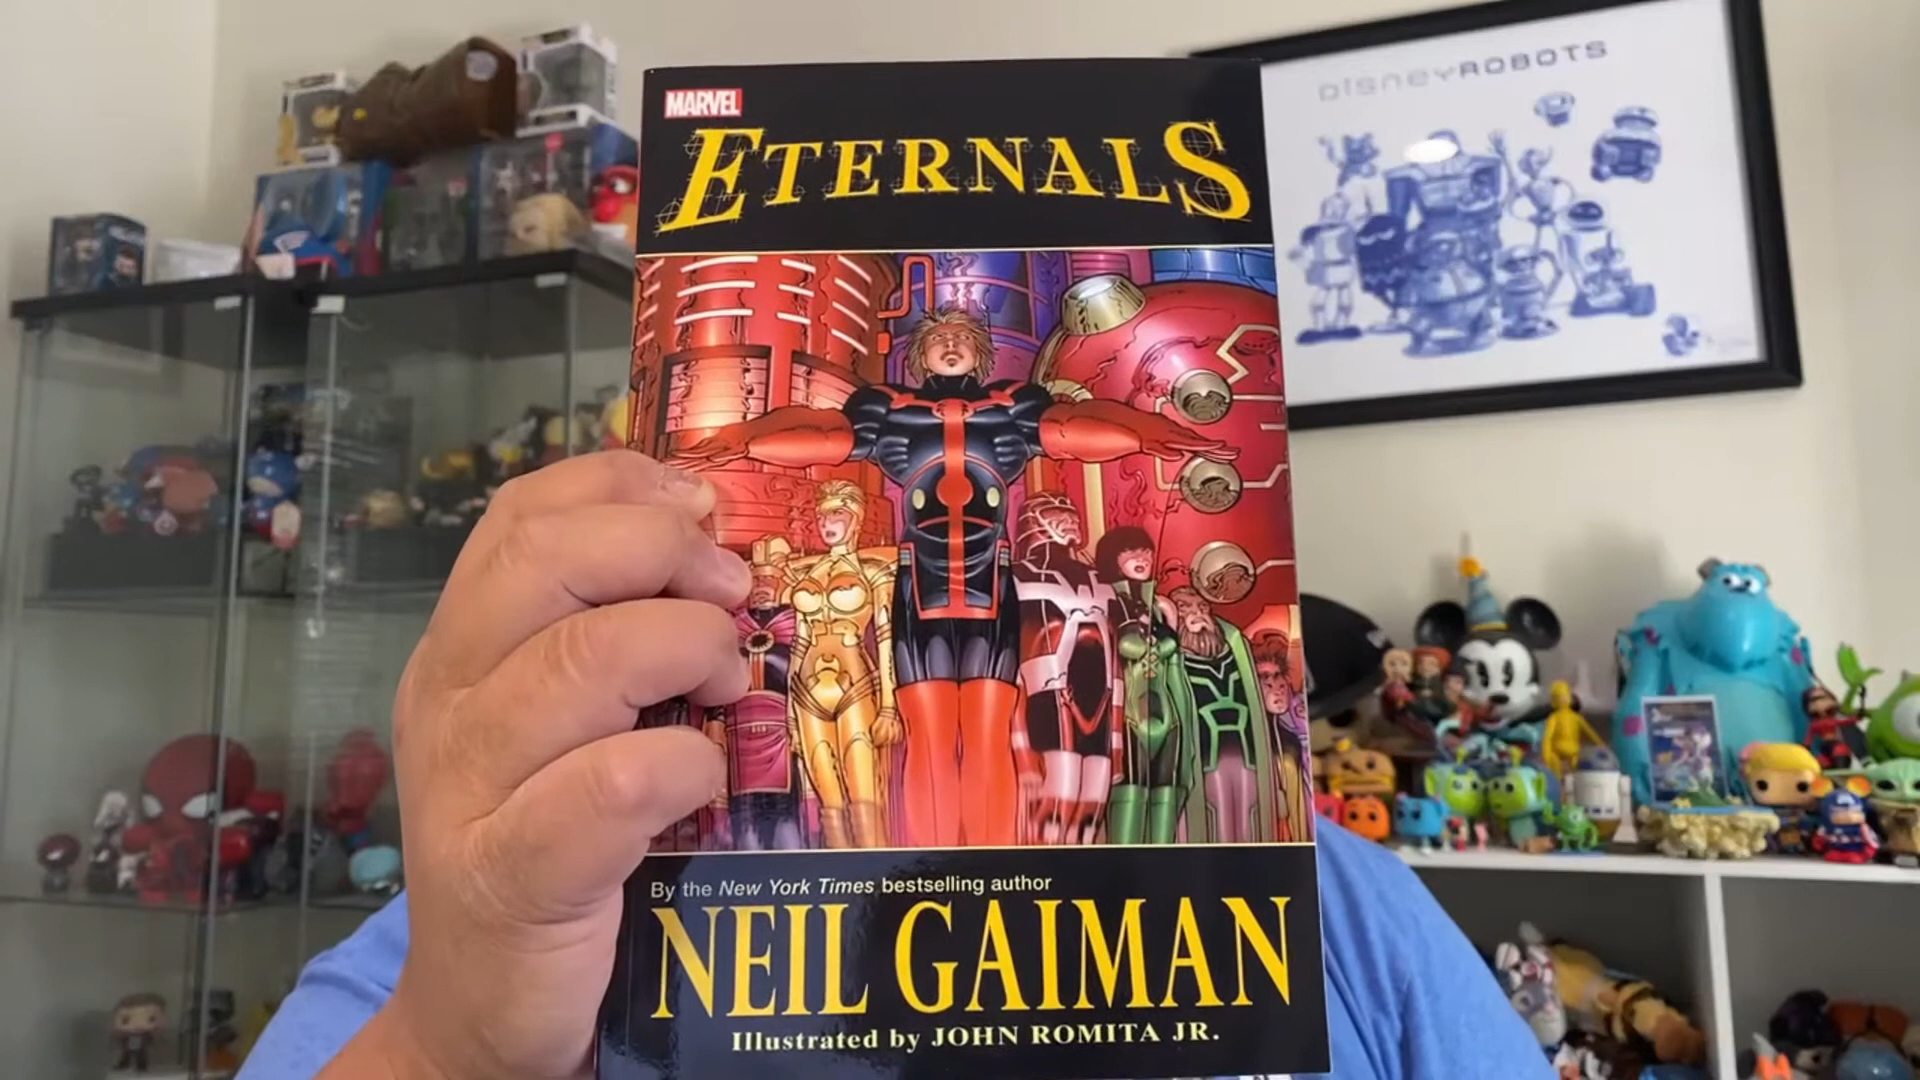 MARVEL
ETERNALS
By the New York Times bestselling author
NEIL GAIMAN
Illustrated by JOHN ROMITA JR.
DISNEYROBOTS